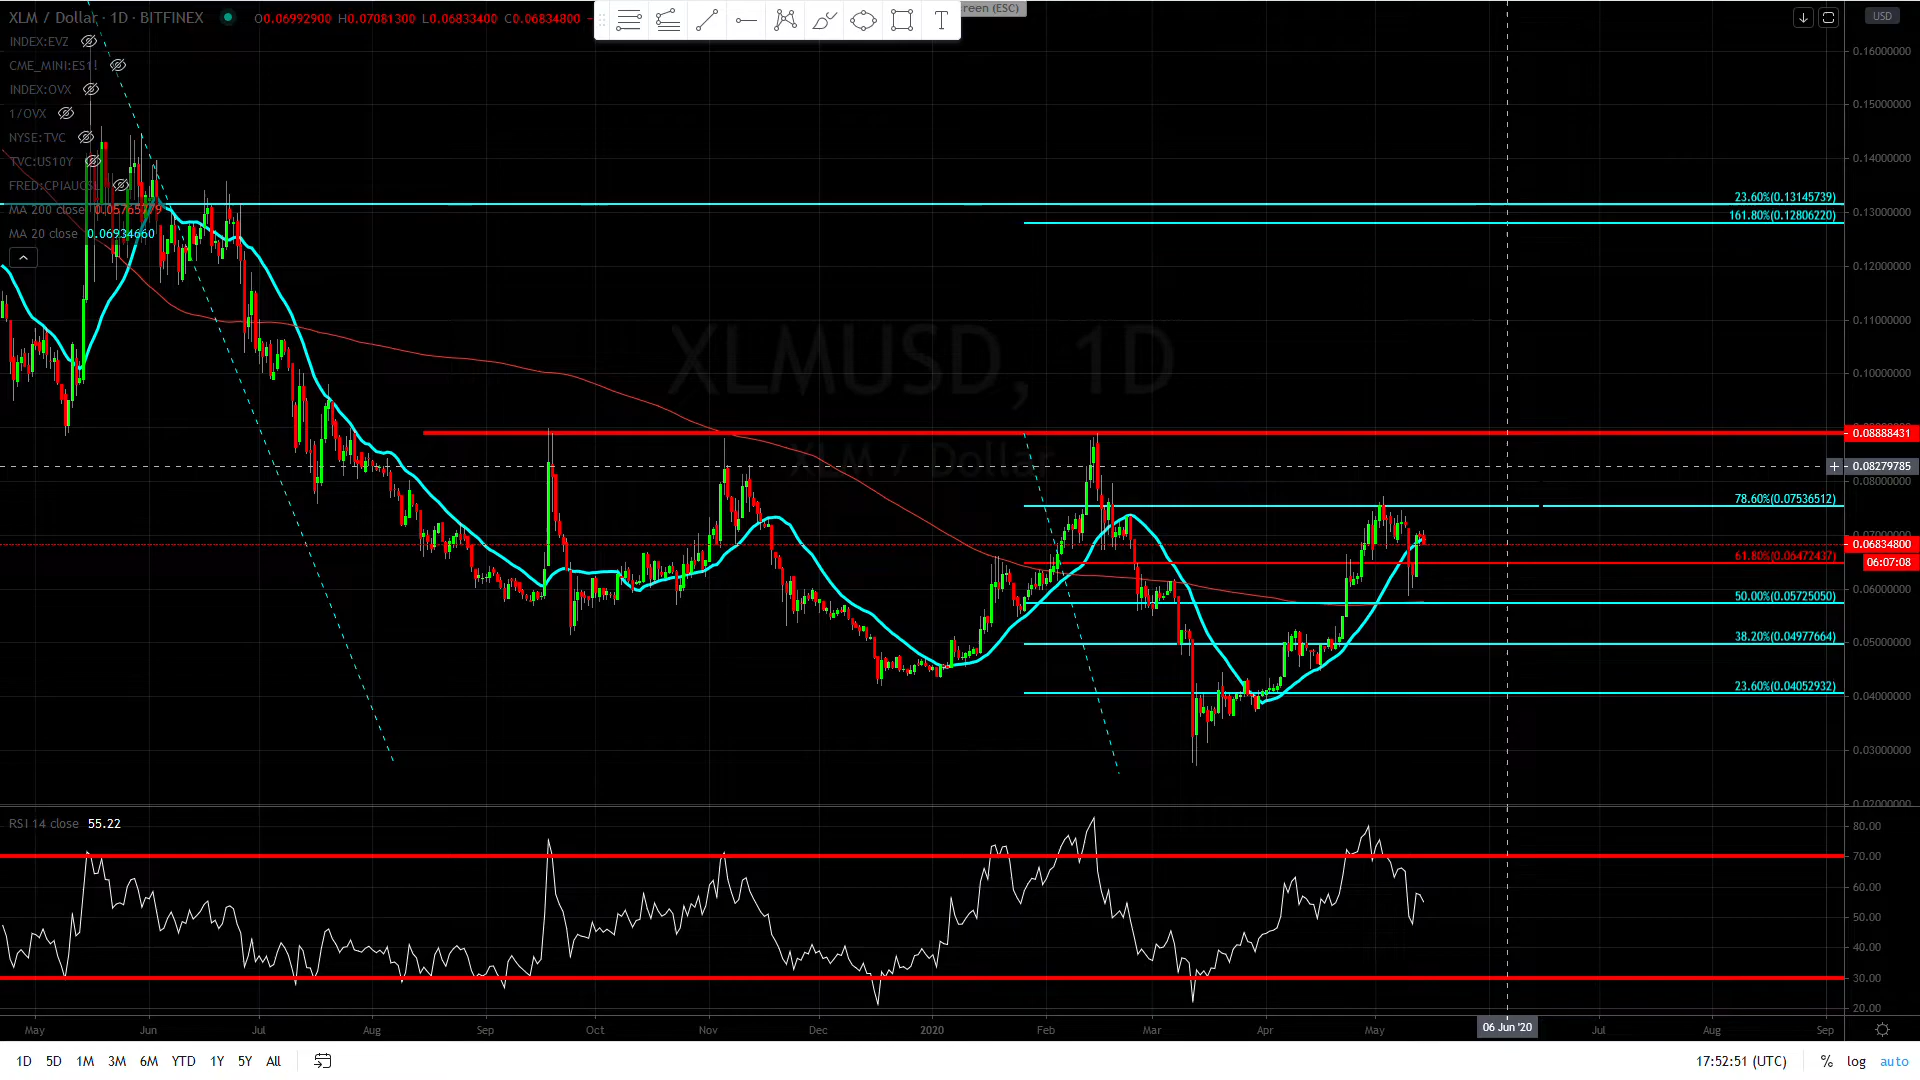 XLM / Dollar · 1D · BITFINEX O0.06992900 H0.07081300 L0.06833400 C0.06834800
creen (ESC)
USD
INDEX:EVZ
CME_MINI:ES1!
INDEX:OVX
1/OVX
NYSE:TVC
TVC:US10Y
FRED:CPIAUCSL
MA 200 close 0.05765779
MA 20 close 0.06934660
XLMUSD, 1D
XLM / Dollar
23.60%(0.13145739)
161.80%(0.12806220)
78.60%(0.07536512)
61.80%(0.06472437)
50.00%(0.05725050)
38.20%(0.04977664)
23.60%(0.04052932)
0.16000000
0.15000000
0.14000000
0.13000000
0.12000000
0.11000000
0.10000000
0.08888431
0.08279785
0.08000000
0.07000000
0.06834800
06:07:08
0.06000000
0.05000000
0.04000000
0.03000000
0.02000000
RSI 14 close 55.22
80.00
70.00
60.00
50.00
40.00
30.00
20.00
May Jun Jul Aug Sep Oct Nov Dec 2020 Feb Mar Apr May 06 Jun '20 Jul Aug Sep
1D 5D 1M 3M 6M YTD 1Y 5Y All 17:52:51 (UTC) % log auto